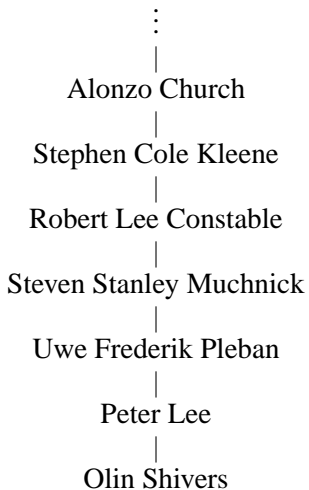 ⋮
Alonzo Church
Stephen Cole Kleene
Robert Lee Constable
Steven Stanley Muchnick
Uwe Frederik Pleban
Peter Lee
Olin Shivers